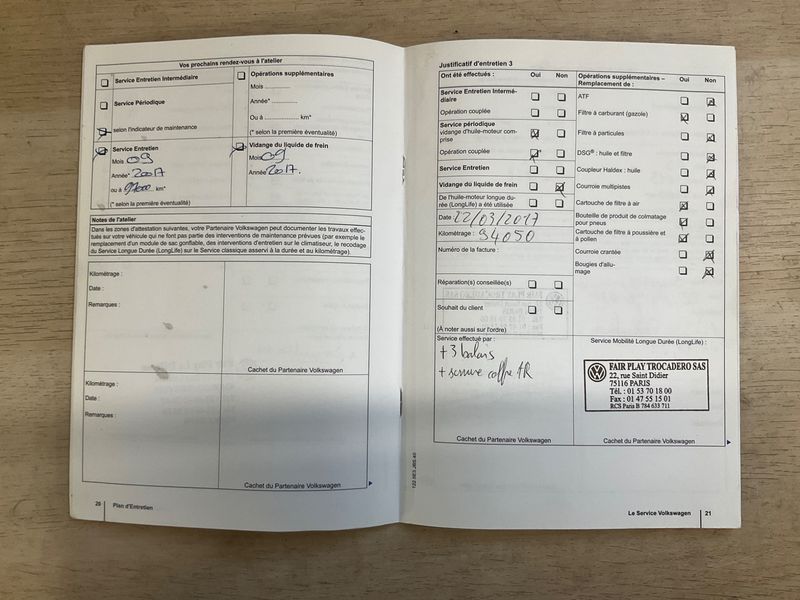 Vos prochains rendez-vous à l'atelier
Service Entretien Intermédiaire
Service Périodique
selon l'indicateur de maintenance
Opérations supplémentaires
Mois ..............
Année* ..............
Ou à .............. km*
(* selon la première éventualité)
Service Entretien
Mois 09
Année* 2017
ou à km*
(* selon la première éventualité)
Vidange du liquide de frein
Mois 09
Année 2017.
Notes de l'atelier
Dans les zones d'attestation suivantes, votre Partenaire Volkswagen peut documenter les travaux effec-
tués sur votre véhicule qui ne font pas partie des interventions de maintenance prévues (par exemple le
remplacement d'un module de sac gonflable, des interventions d'entretien sur le climatiseur, le recodage
du Service Longue Durée (LongLife) sur le Service classique asservi à la durée et au kilométrage).
Kilométrage :
Date :
Remarques :
Cachet du Partenaire Volkswagen
Kilométrage :
Date :
Remarques :
Cachet du Partenaire Volkswagen
20 Plan d'Entretien
Justificatif d'entretien 3
Ont été effectués : Oui Non
Service Entretien Intermé-
diaire
Opération couplée
Service périodique
vidange d'huile-moteur com-
prise
Opération couplée
Service Entretien
Vidange du liquide de frein
De l'huile-moteur longue du-
rée (LongLife) a été utilisée
Date : 22/03/2017
Kilométrage : 94050
Numéro de la facture :
Réparation(s) conseillée(s)
Souhait du client
(À noter aussi sur l'ordre)
Service effectué par :
+ 3 balais
+ serrure coffre AR
Cachet du Partenaire Volkswagen
Opérations supplémentaires – Oui Non
Remplacement de :
ATF
Filtre à carburant (gazole)
Filtre à particules
DSG® : huile et filtre
Coupleur Haldex : huile
Courroie multipistes
Cartouche de filtre à air
Bouteille de produit de colmatage
pour pneus
Cartouche de filtre à poussière et
à pollen
Courroie crantée
Bougies d'allu-
mage
Service Mobilité Longue Durée (LongLife) :
FAIR PLAY TROCADERO SAS
22, rue Saint Didier
75116 PARIS
Tél. : 01 53 70 18 00
Fax : 01 47 55 15 01
RCS Paris B 784 633 711
Cachet du Partenaire Volkswagen
Le Service Volkswagen 21